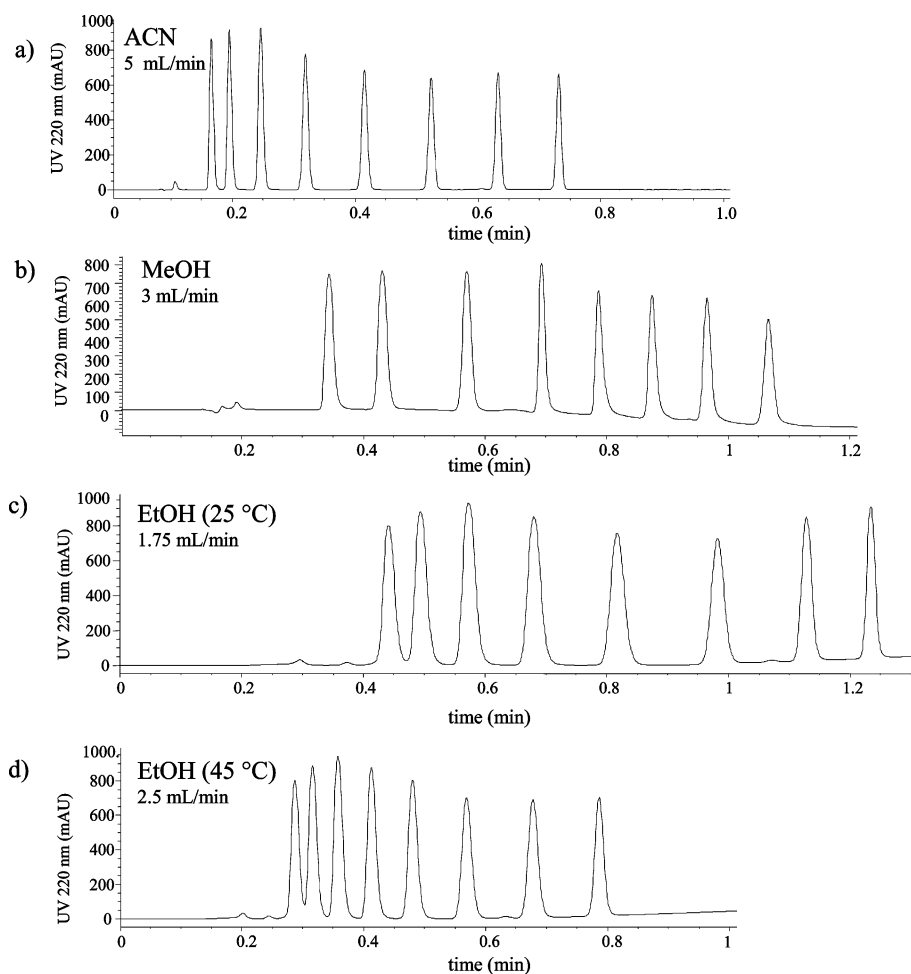 a)
ACN
5 mL/min
UV 220 nm (mAU)
1000
800
600
400
200
0
0 0.2 0.4 0.6 0.8 1.0
time (min)
b)
MeOH
3 mL/min
UV 220 nm (mAU)
800
700
600
500
400
300
200
100
0
0.2 0.4 0.6 0.8 1 1.2
time (min)
c)
EtOH (25 °C)
1.75 mL/min
UV 220 nm (mAU)
1000
800
600
400
200
0
0 0.2 0.4 0.6 0.8 1 1.2
time (min)
d)
EtOH (45 °C)
2.5 mL/min
UV 220 nm (mAU)
1000
800
600
400
200
0
0 0.2 0.4 0.6 0.8 1
time (min)